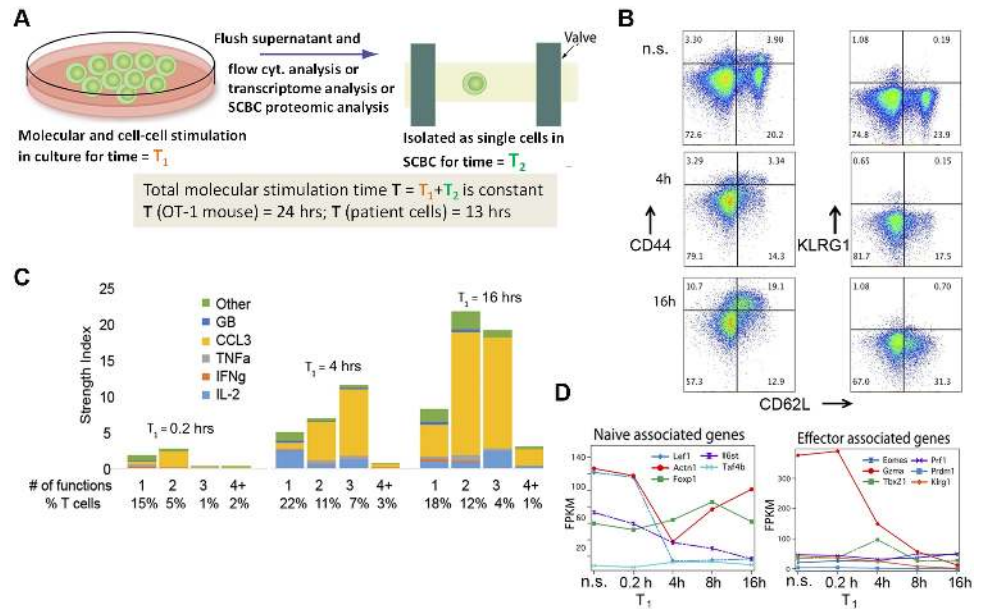 A
Flush supernatant and
flow cyt. analysis or
transcriptome analysis or
SCBC proteomic analysis
Valve
Molecular and cell-cell stimulation
in culture for time = T1
Isolated as single cells in
SCBC for time = T2
Total molecular stimulation time T = T1+T2 is constant
T (OT-1 mouse) = 24 hrs; T (patient cells) = 13 hrs
B
n.s.
3.30 3.90
72.6 20.2
1.08 0.19
74.8 23.9
4h
3.29 3.34
79.1 14.3
0.65 0.15
81.7 17.5
CD44
KLRG1
16h
10.7 19.1
57.3 12.9
1.08 0.70
67.0 31.3
CD62L
C
Strength Index
25
20
15
10
5
0
Other
GB
CCL3
TNFa
IFNg
IL-2
T1 = 0.2 hrs
T1 = 4 hrs
T1 = 16 hrs
# of functions 1 2 3 4+ 1 2 3 4+ 1 2 3 4+
% T cells 15% 5% 1% 2% 22% 11% 7% 3% 18% 12% 4% 1%
D
Naive associated genes
Lef1 Il6st
Actn1 Taf4b
Foxp1
FPKM
140
100
60
20
n.s. 0.2 h 4h 8h 16h
T1
Effector associated genes
Eomes Prf1
Gzma Prdm1
Tbx21 Klrg1
FPKM
400
300
200
100
0
n.s. 0.2 h 4h 8h 16h
T1